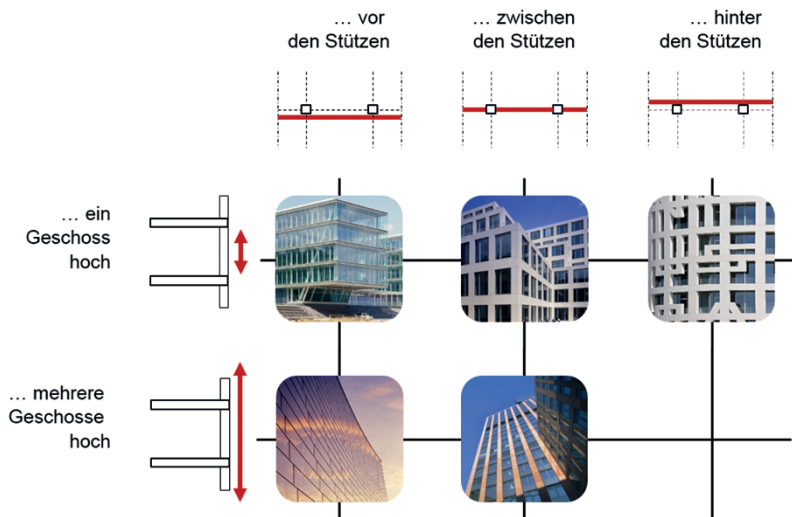 … vor
den Stützen
… zwischen
den Stützen
… hinter
den Stützen
… ein
Geschoss
hoch
… mehrere
Geschosse
hoch